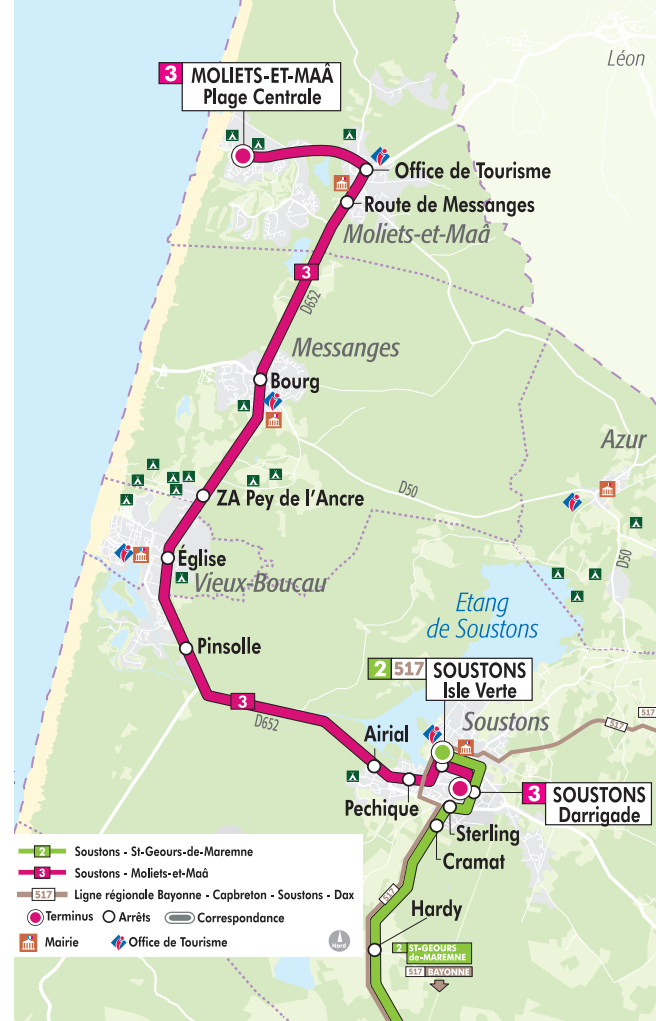 Léon
3 MOLIETS-ET-MAÂ
Plage Centrale
Office de Tourisme
Route de Messanges
Moliets-et-Maâ
3
D652
Messanges
Bourg
Azur
ZA Pey de l'Ancre
D50
Église
Vieux-Boucau
D50
Etang
de Soustons
Pinsolle
2 517 SOUSTONS
Isle Verte
3
D652
Soustons
517
517
Airial
Pechique
3 SOUSTONS
Darrigade
Sterling
Cramat
2 Soustons - St-Geours-de-Maremne
3 Soustons - Moliets-et-Maâ
517 Ligne régionale Bayonne - Capbreton - Soustons - Dax
517
Terminus Arrêts Correspondance
Hardy
Mairie Office de Tourisme
Nord
2 ST-GEOURS
de-MAREMNE
517 BAYONNE